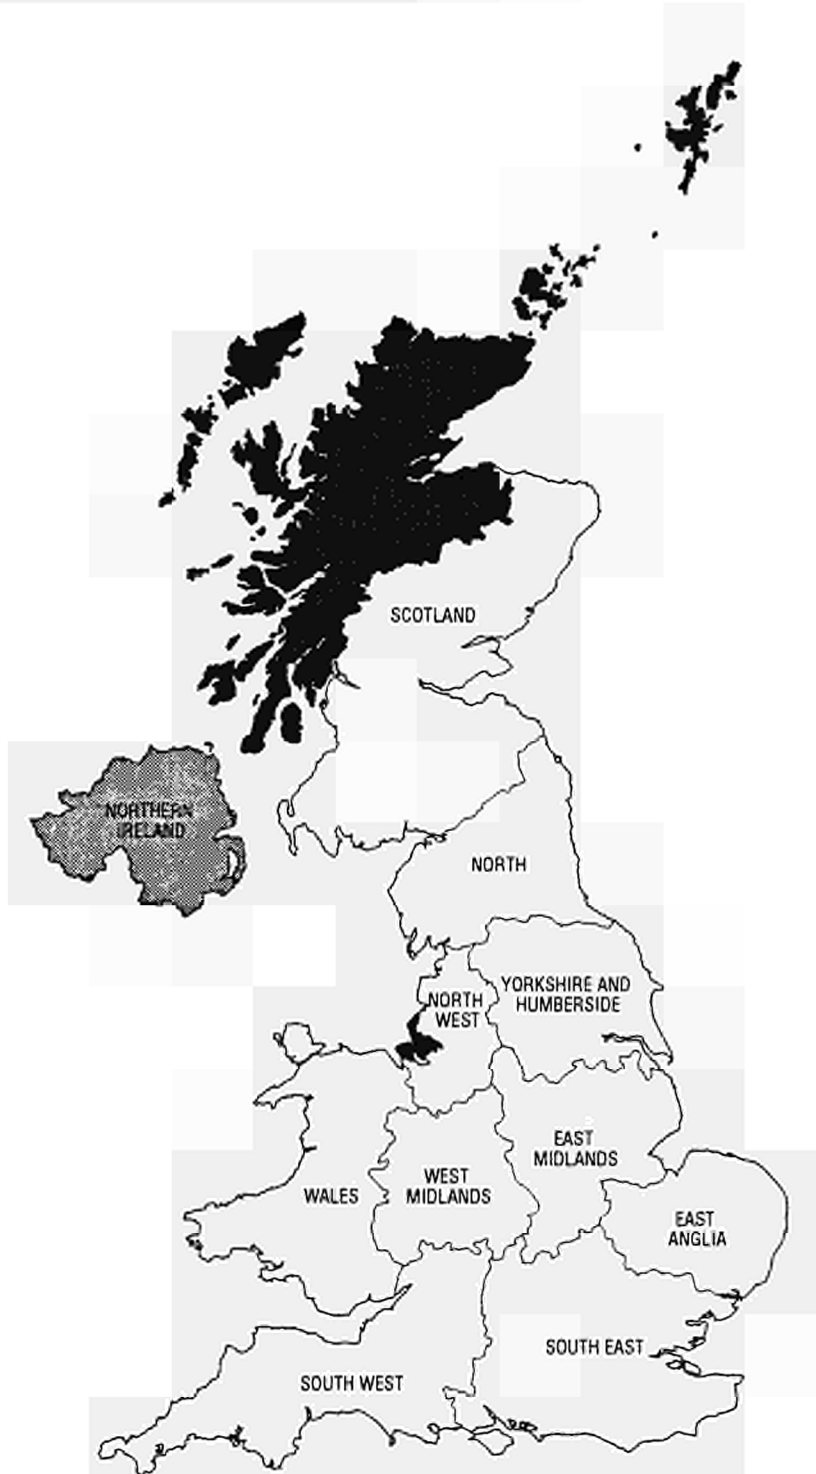 SCOTLAND
NORTHERN
IRELAND
NORTH
YORKSHIRE AND
HUMBERSIDE
NORTH
WEST
EAST
MIDLANDS
WEST
MIDLANDS
WALES
EAST
ANGLIA
SOUTH EAST
SOUTH WEST